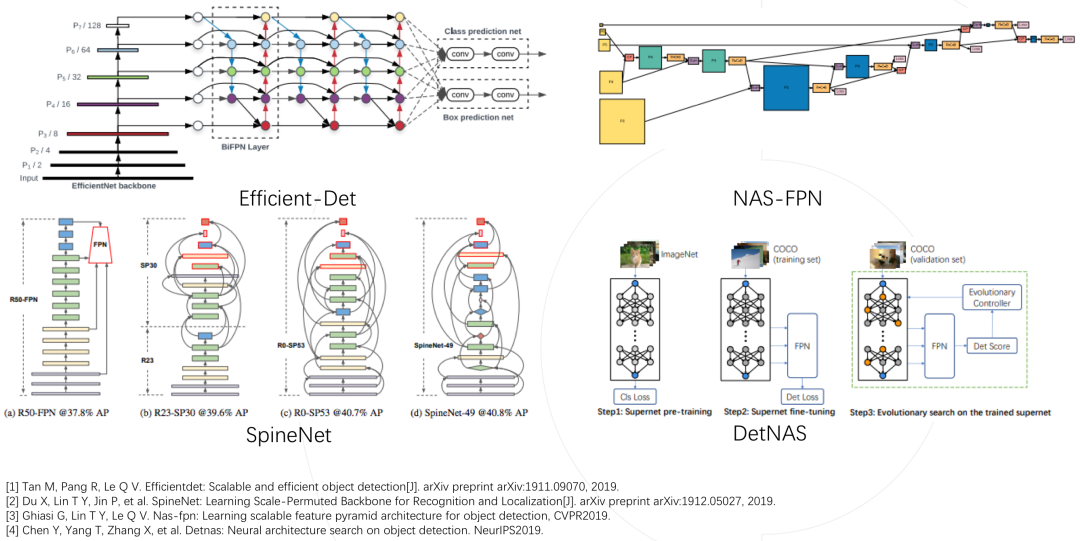 P7 / 128
P6 / 64
P5 / 32
P4 / 16
P3 / 8
P2 / 4
P1 / 2
Input
EfficientNet backbone
BiFPN Layer
Class prediction net
conv
conv
conv
conv
Box prediction net
Efficient-Det
NAS-FPN
R50-FPN
FPN
SP30
R23
R0-SP53
SpineNet-49
(a) R50-FPN @37.8% AP
(b) R23-SP30 @39.6% AP
(c) R0-SP53 @40.7% AP
(d) SpineNet-49 @40.8% AP
SpineNet
ImageNet
Cls Loss
Step1: Supernet pre-training
COCO
(training set)
FPN
Det Loss
Step2: Supernet fine-tuning
COCO
(validation set)
FPN
Evolutionary
Controller
Det Score
Step3: Evolutionary search on the trained supernet
DetNAS
[1] Tan M, Pang R, Le Q V. Efficientdet: Scalable and efficient object detection[J]. arXiv preprint arXiv:1911.09070, 2019.
[2] Du X, Lin T Y, Jin P, et al. SpineNet: Learning Scale-Permuted Backbone for Recognition and Localization[J]. arXiv preprint arXiv:1912.05027, 2019.
[3] Ghiasi G, Lin T Y, Le Q V. Nas-fpn: Learning scalable feature pyramid architecture for object detection, CVPR2019.
[4] Chen Y, Yang T, Zhang X, et al. Detnas: Neural architecture search on object detection. NeurIPS2019.